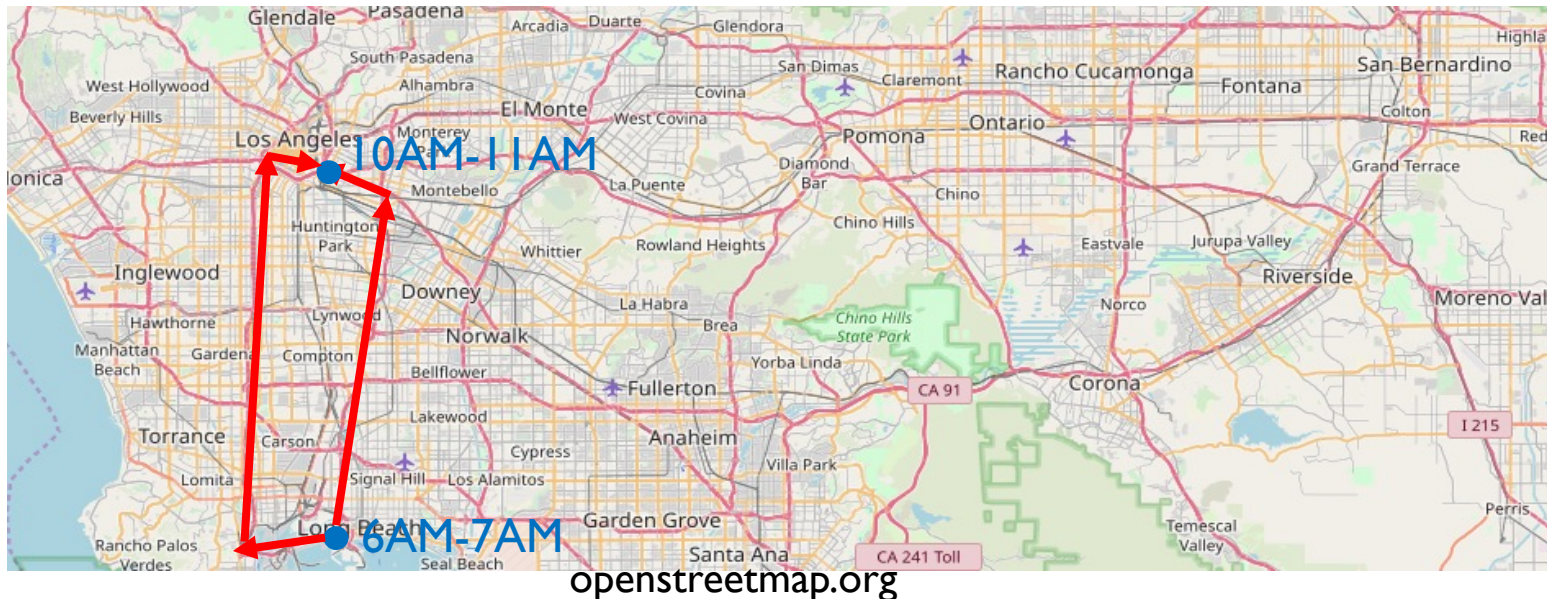 Glendale
Pasadena
Arcadia
Duarte
Glendora
Highla
South Pasadena
San Dimas
Claremont
Rancho Cucamonga
San Bernardino
West Hollywood
Alhambra
Covina
Fontana
Beverly Hills
El Monte
West Covina
Colton
Los Angeles
Monterey
Pa
10AM-11AM
Pomona
Ontario
Red
onica
Diamond
Bar
Grand Terrace
Montebello
La Puente
Chino
Huntington
Park
Chino Hills
Whittier
Rowland Heights
Eastvale
Jurupa Valley
Inglewood
Riverside
Downey
La Habra
Norco
Moreno Val
Hawthorne
Lynwood
Norwalk
Brea
Chino Hills
State Park
Manhattan
Beach
Gardena
Compton
Bellflower
Yorba Linda
Fullerton
CA 91
Corona
Lakewood
Torrance
Carson
Anaheim
I 215
Cypress
Villa Park
Lomita
Signal Hill
Los Alamitos
Long Beach
6AM-7AM
Garden Grove
Perris
Rancho Palos
Verdes
Seal Beach
Santa Ana
CA 241 Toll
Temescal
Valley
openstreetmap.org